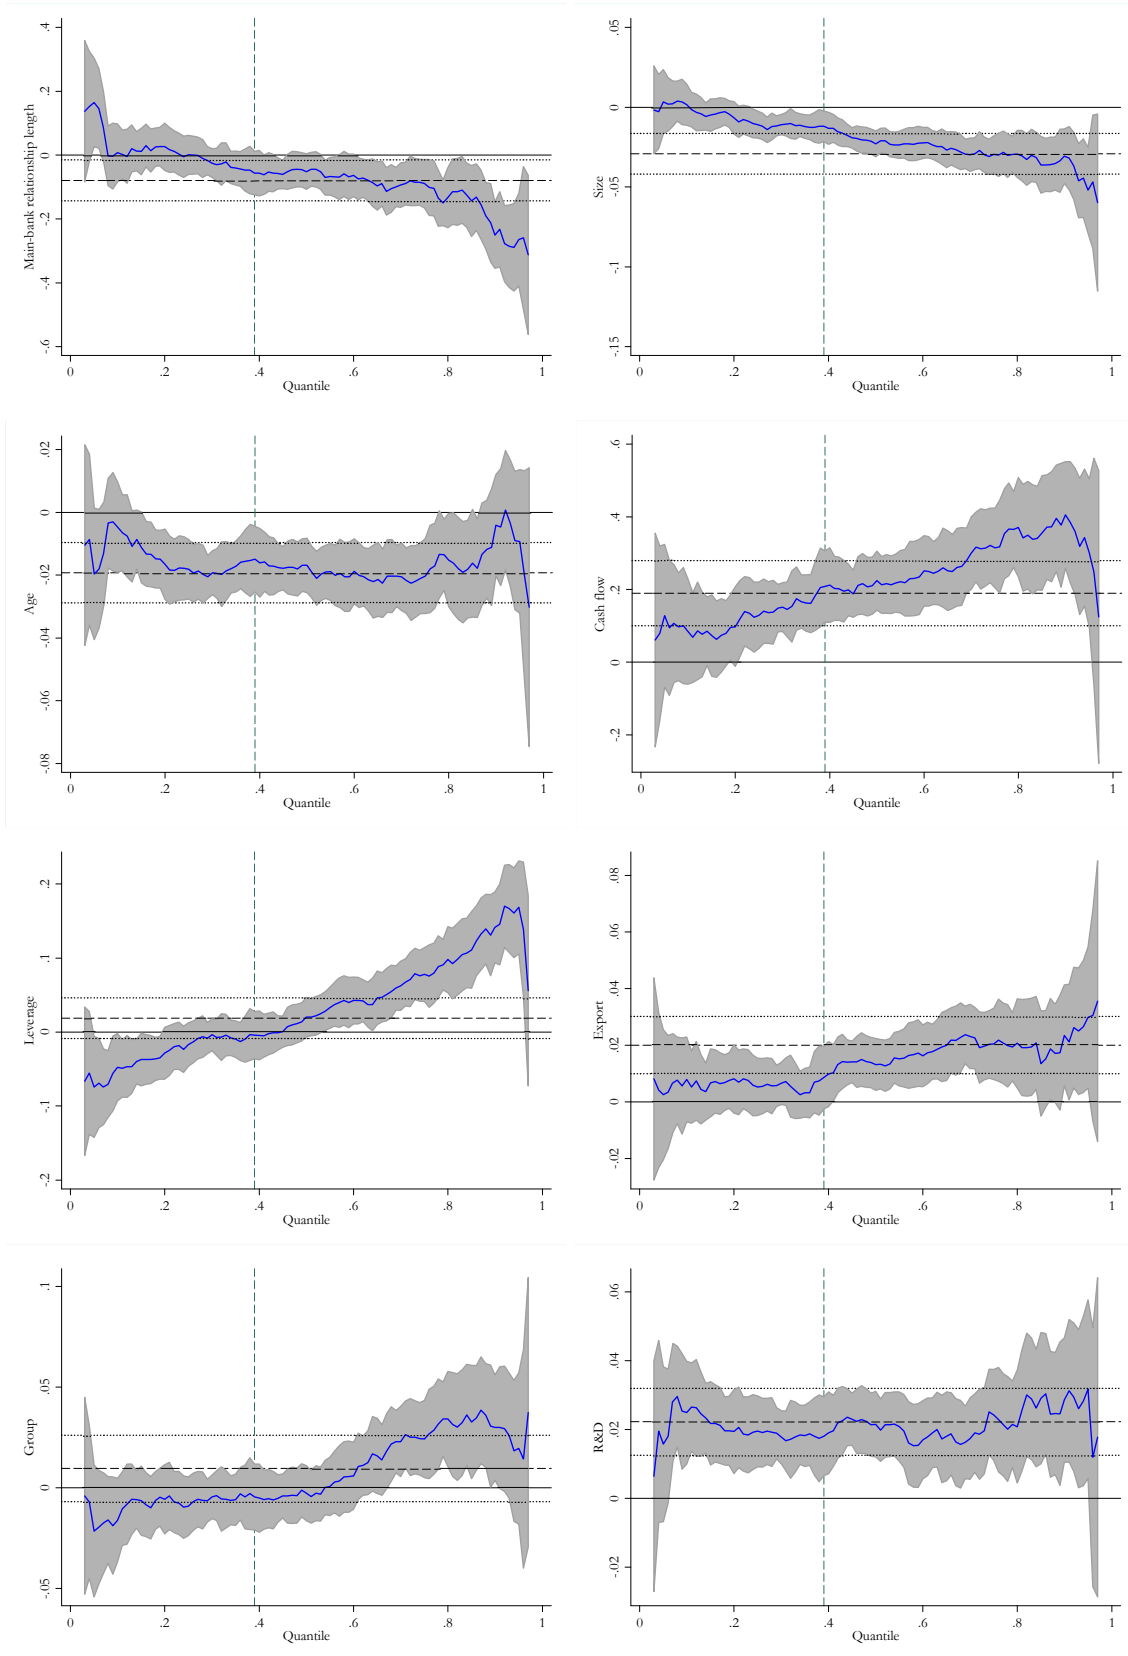 Main-bank relationship length
.4
.2
0
-.2
-.4
-.6
0 .2 .4 .6 .8 1
Quantile
Size
.05
0
-.05
-.1
-.15
0 .2 .4 .6 .8 1
Quantile
Age
.02
0
-.02
-.04
-.06
-.08
0 .2 .4 .6 .8 1
Quantile
Cash flow
.6
.4
.2
0
-.2
0 .2 .4 .6 .8 1
Quantile
Leverage
.2
.1
0
-.1
-.2
0 .2 .4 .6 .8 1
Quantile
Export
.08
.06
.04
.02
0
-.02
0 .2 .4 .6 .8 1
Quantile
Group
.1
.05
0
-.05
0 .2 .4 .6 .8 1
Quantile
R&D
.06
.04
.02
0
-.02
0 .2 .4 .6 .8 1
Quantile